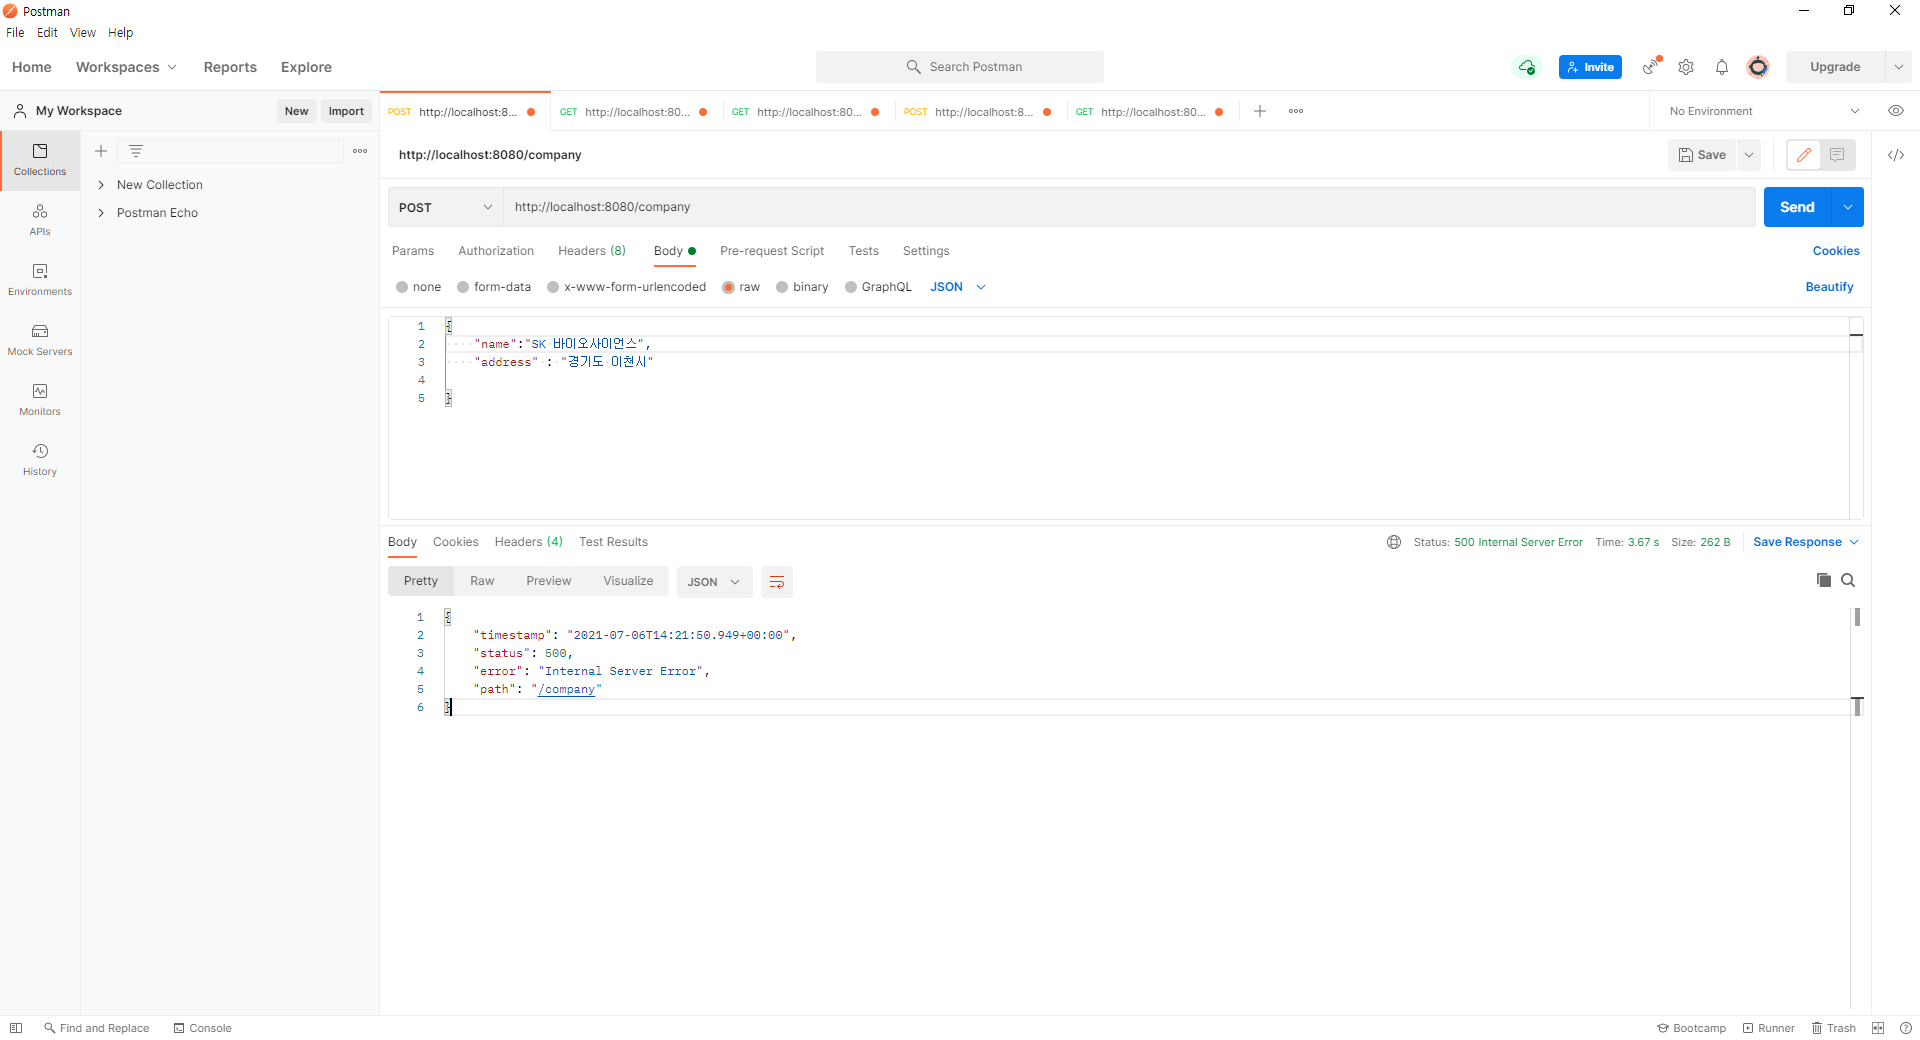 Postman
File Edit View Help
Home Workspaces Reports Explore Search Postman Invite Upgrade
My Workspace New Import POST http://localhost:8... GET http://localhost:80... GET http://localhost:80... POST http://localhost:8... GET http://localhost:80... No Environment
http://localhost:8080/company Save
Collections
New Collection
Postman Echo
APIs
Environments
Mock Servers
Monitors
History
POST http://localhost:8080/company Send
Params Authorization Headers (8) Body Pre-request Script Tests Settings Cookies
none form-data x-www-form-urlencoded raw binary GraphQL JSON Beautify
1 {
2 "name":"SK 바이오사이언스",
3 "address" : "경기도 이천시"
4
5 }
Body Cookies Headers (4) Test Results Status: 500 Internal Server Error Time: 3.67 s Size: 262 B Save Response
Pretty Raw Preview Visualize JSON
1 {
2 "timestamp": "2021-07-06T14:21:50.949+00:00",
3 "status": 500,
4 "error": "Internal Server Error",
5 "path": "/company"
6 }
Find and Replace Console Bootcamp Runner Trash